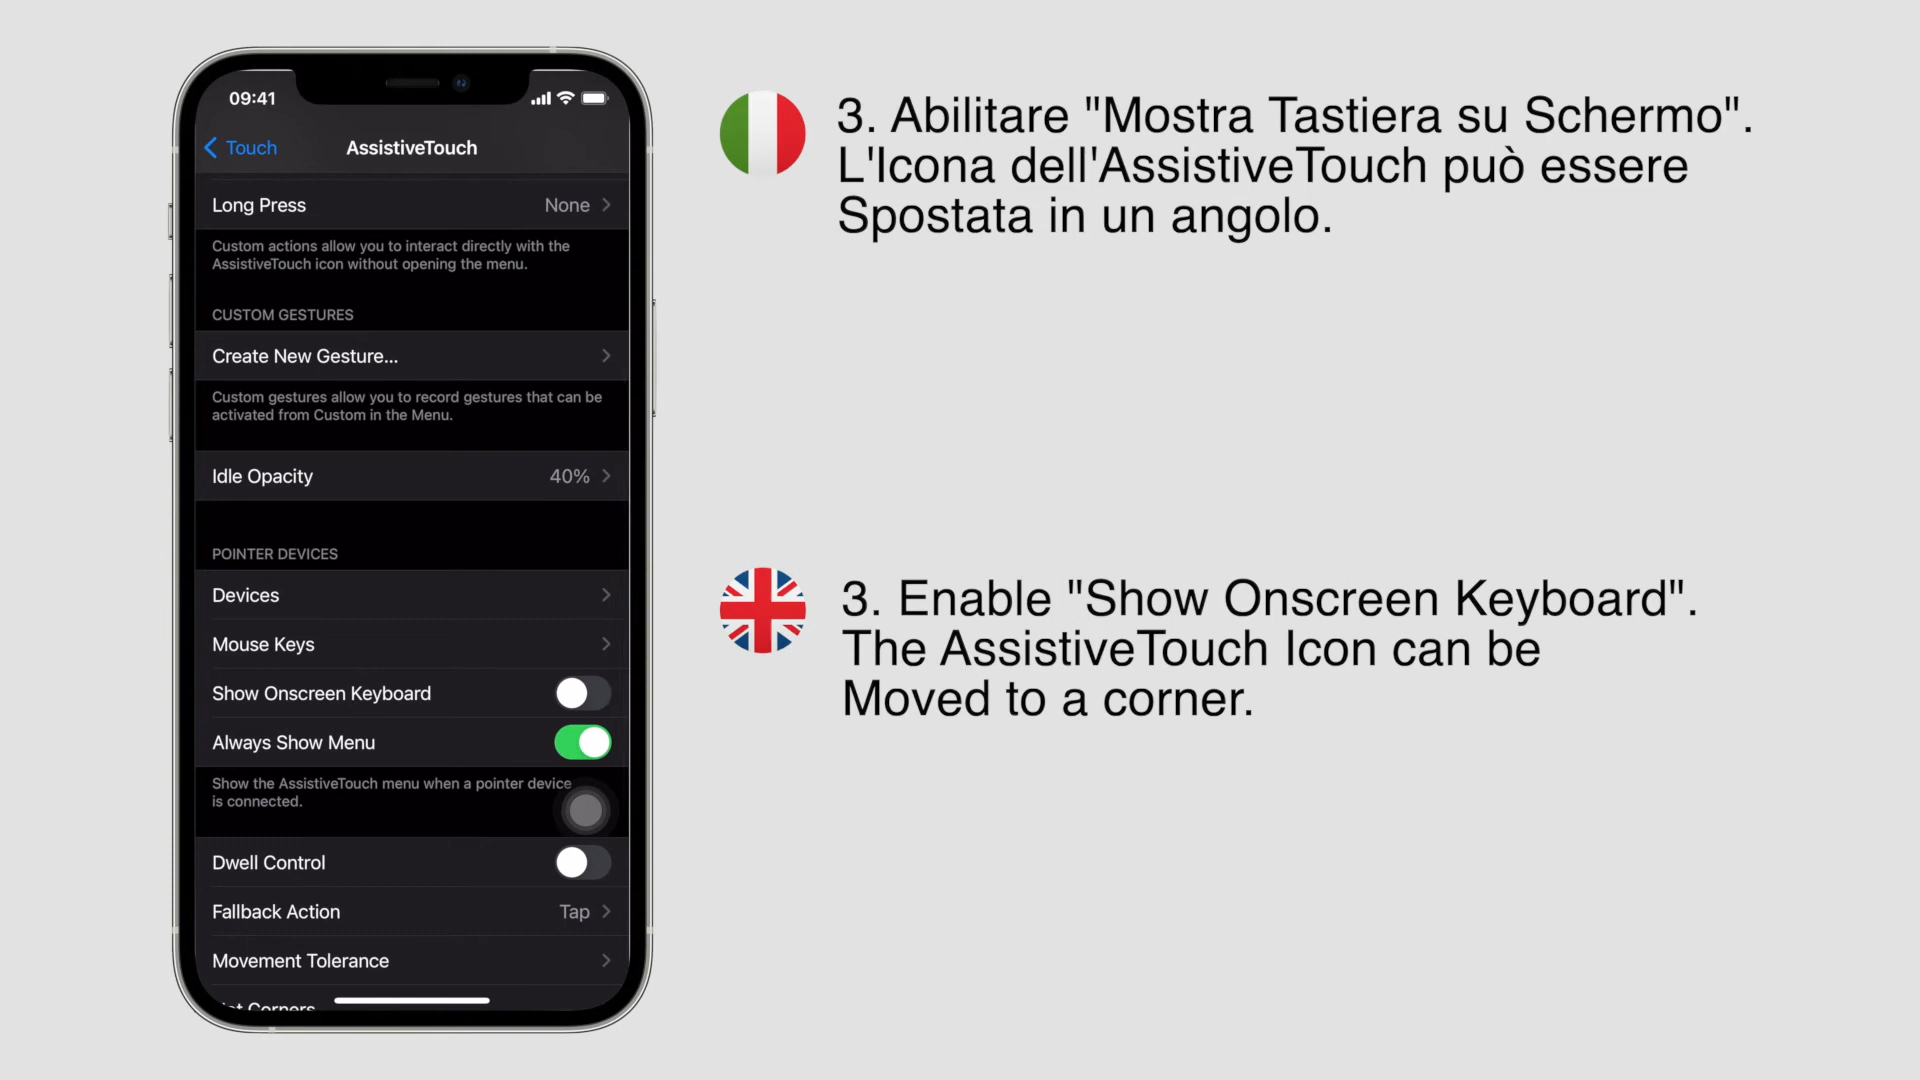 09:41
Touch
AssistiveTouch
Long Press None
Custom actions allow you to interact directly with the
AssistiveTouch icon without opening the menu.
CUSTOM GESTURES
Create New Gesture...
Custom gestures allow you to record gestures that can be
activated from Custom in the Menu.
Idle Opacity 40%
POINTER DEVICES
Devices
Mouse Keys
Show Onscreen Keyboard
Always Show Menu
Show the AssistiveTouch menu when a pointer device
is connected.
Dwell Control
Fallback Action Tap
Movement Tolerance
Corners
3. Abilitare "Mostra Tastiera su Schermo".
L'Icona dell'AssistiveTouch può essere
Spostata in un angolo.
3. Enable "Show Onscreen Keyboard".
The AssistiveTouch Icon can be
Moved to a corner.